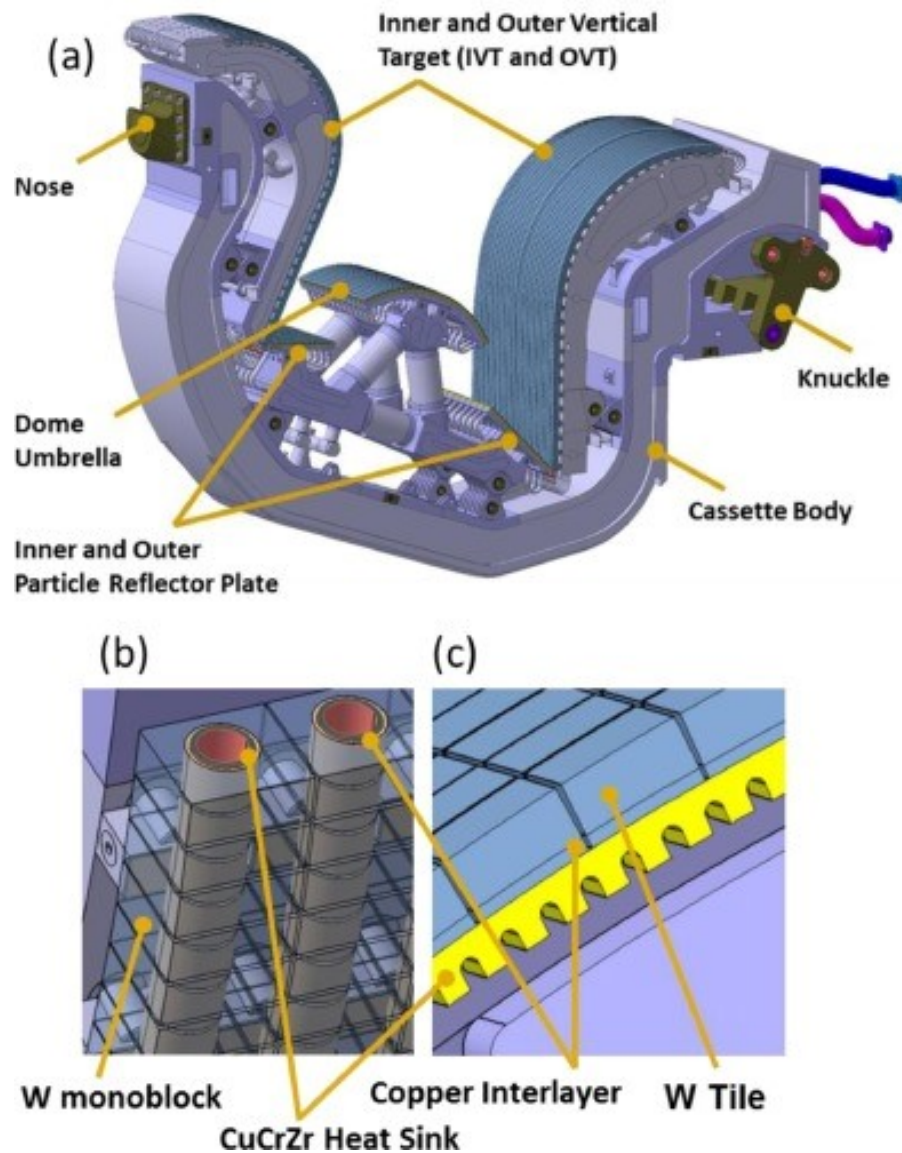 (a)
Inner and Outer Vertical
Target (IVT and OVT)
Nose
Knuckle
Dome
Umbrella
Cassette Body
Inner and Outer
Particle Reflector Plate
(b)
(c)
W monoblock
Copper Interlayer
W Tile
CuCrZr Heat Sink